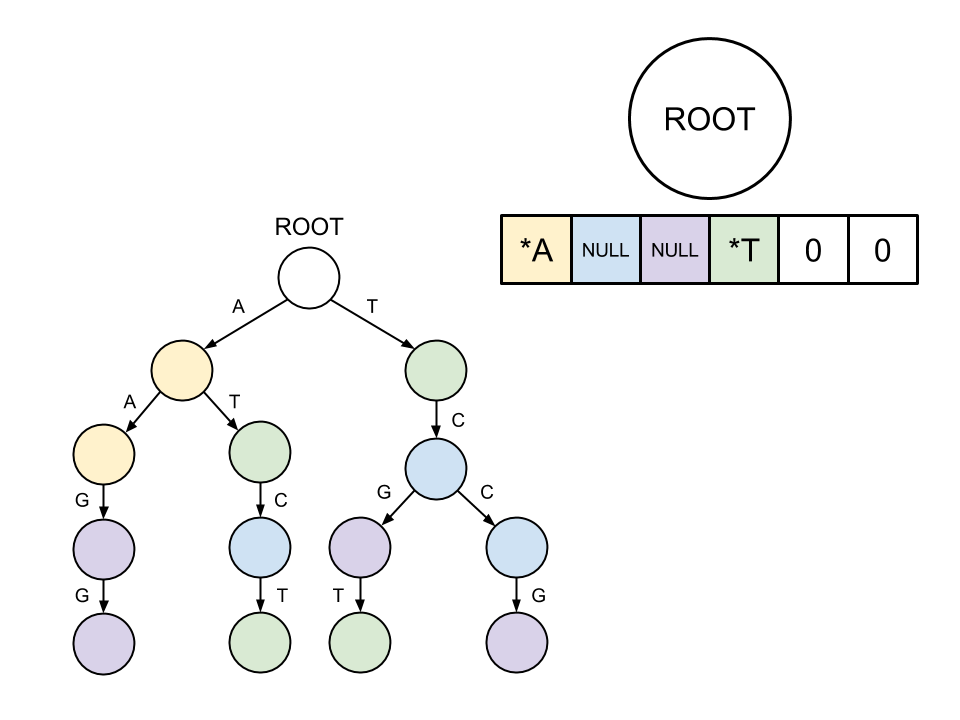 ROOT
*A NULL NULL *T 0 0
ROOT
A T
A T
C
G C G C
G T T G